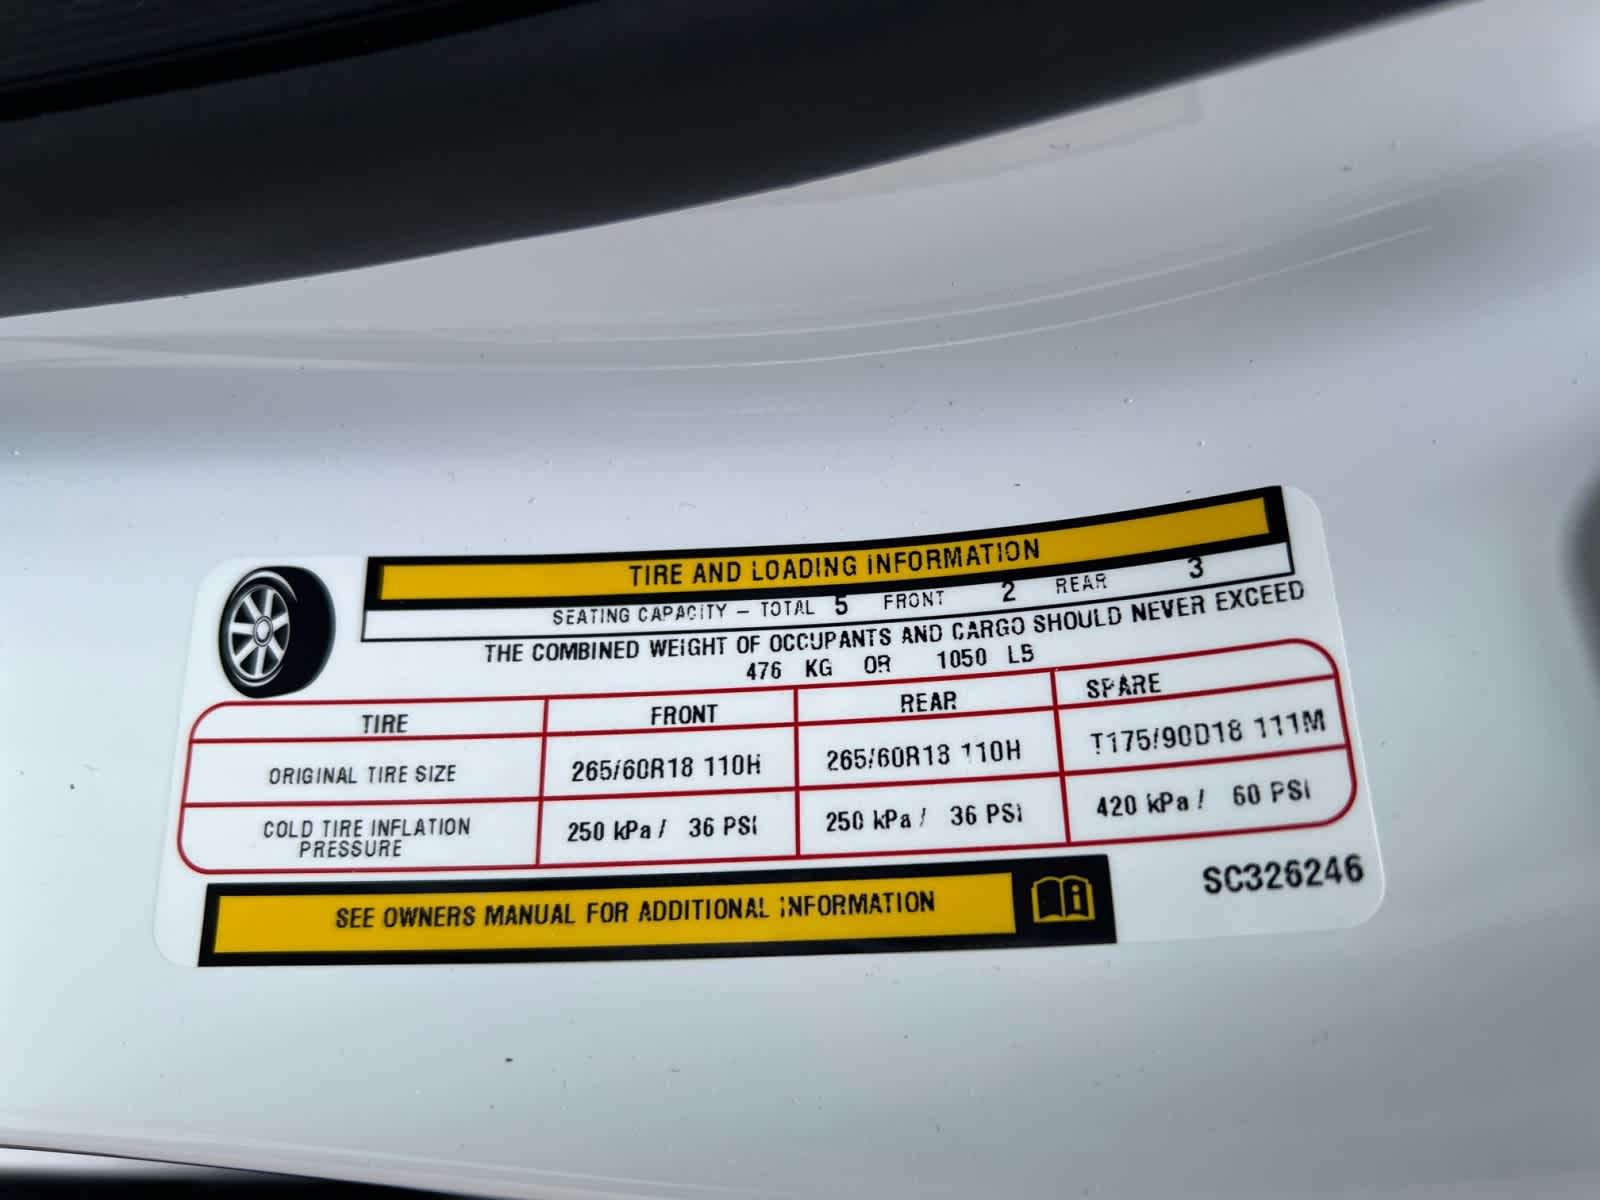 TIRE AND LOADING INFORMATION
SEATING CAPACITY – TOTAL 5 FRONT 2 REAR 3
THE COMBINED WEIGHT OF OCCUPANTS AND CARGO SHOULD NEVER EXCEED
476 KG OR 1050 LB
TIRE FRONT REAR SPARE
ORIGINAL TIRE SIZE 265/60R18 110H 265/60R18 110H T175/90D18 111M
COLD TIRE INFLATION PRESSURE 250 kPa / 36 PSI 250 kPa / 36 PSI 420 kPa / 60 PSI
SEE OWNERS MANUAL FOR ADDITIONAL INFORMATION
SC326246